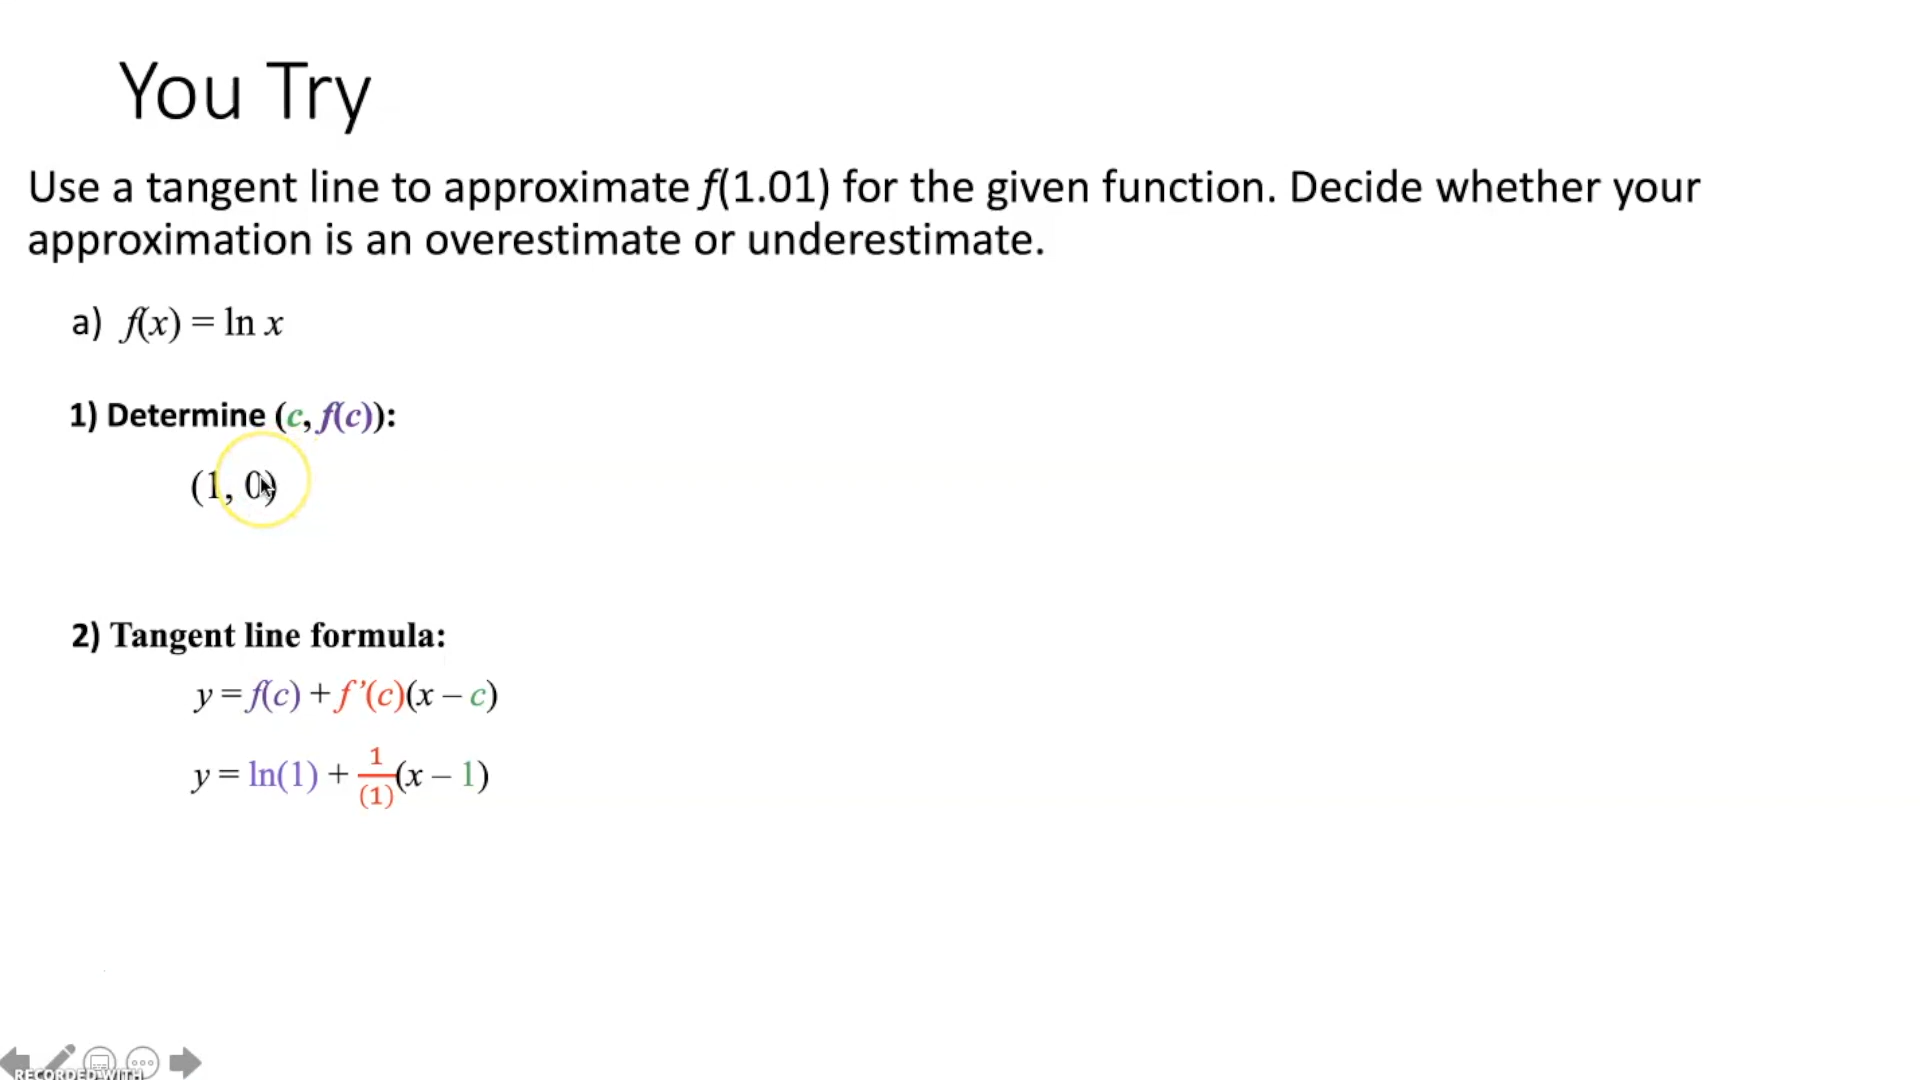 You Try
Use a tangent line to approximate f(1.01) for the given function. Decide whether your
approximation is an overestimate or underestimate.
a) f(x) = ln x
1) Determine (c, f(c)):
(1, 0)
2) Tangent line formula:
y = f(c) + f '(c)(x – c)
y = ln(1) + 1/(1)(x – 1)
RECORDED WITH